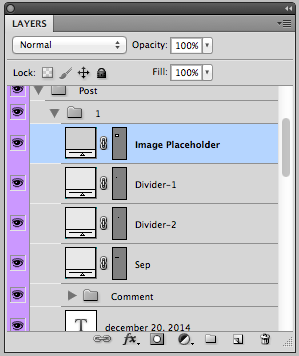 LAYERS
Normal Opacity: 100%
Lock: Fill: 100%
Post
1
Image Placeholder
Divider-1
Divider-2
Sep
Comment
T december 20, 2014
fx